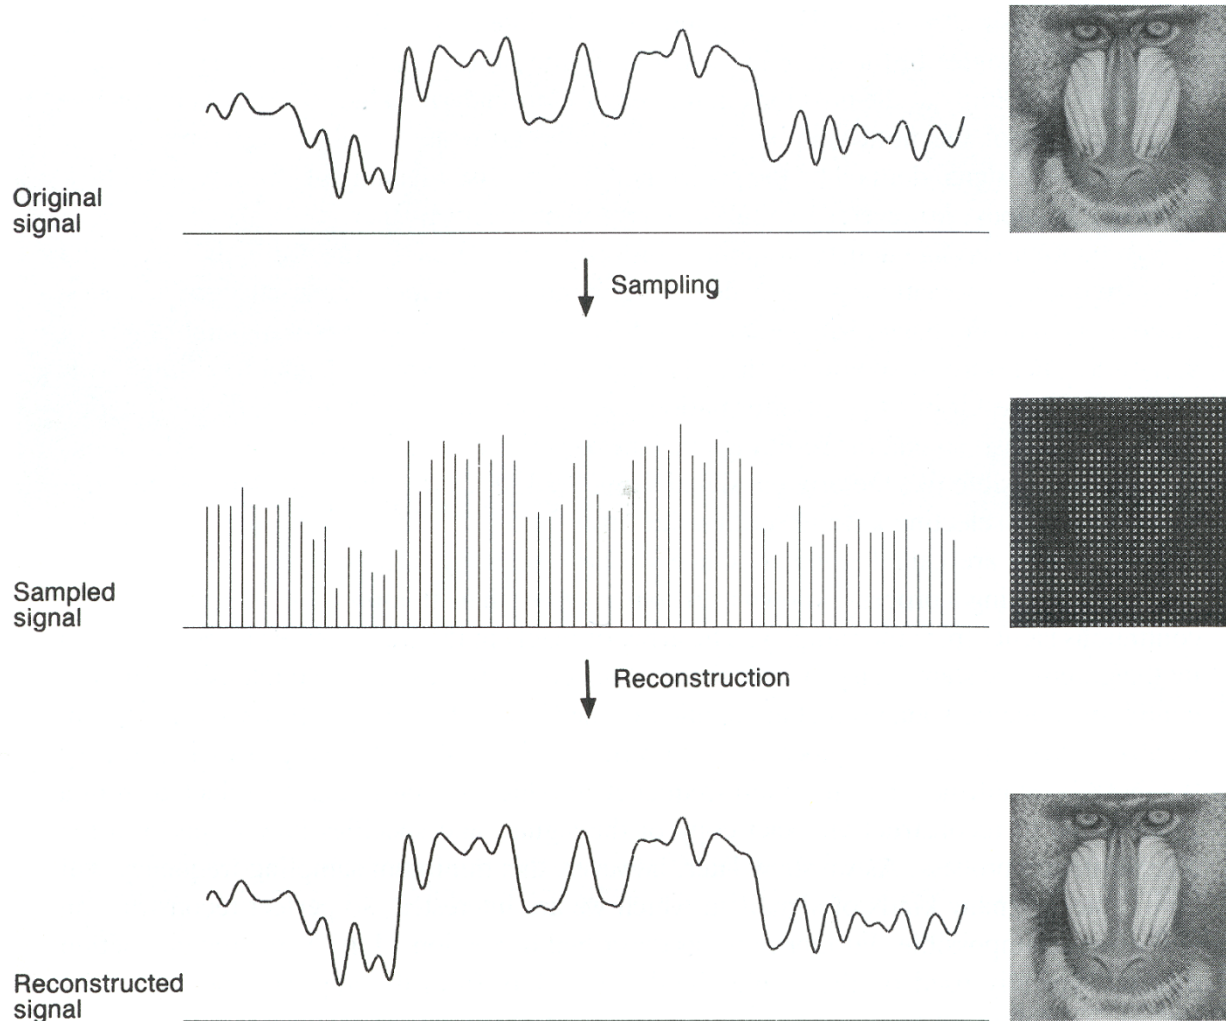 Original
signal
Sampling
Sampled
signal
Reconstruction
Reconstructed
signal